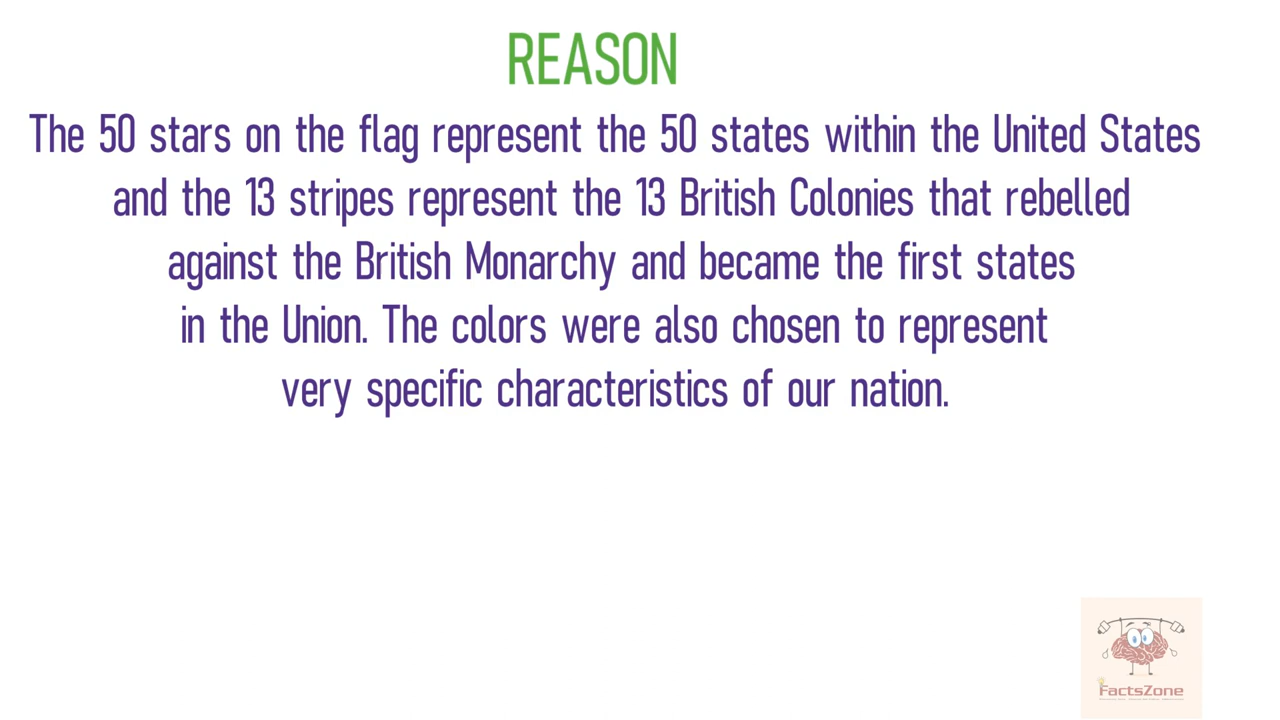 REASON
The 50 stars on the flag represent the 50 states within the United States
and the 13 stripes represent the 13 British Colonies that rebelled
against the British Monarchy and became the first states
in the Union. The colors were also chosen to represent
very specific characteristics of our nation.
FactsZone